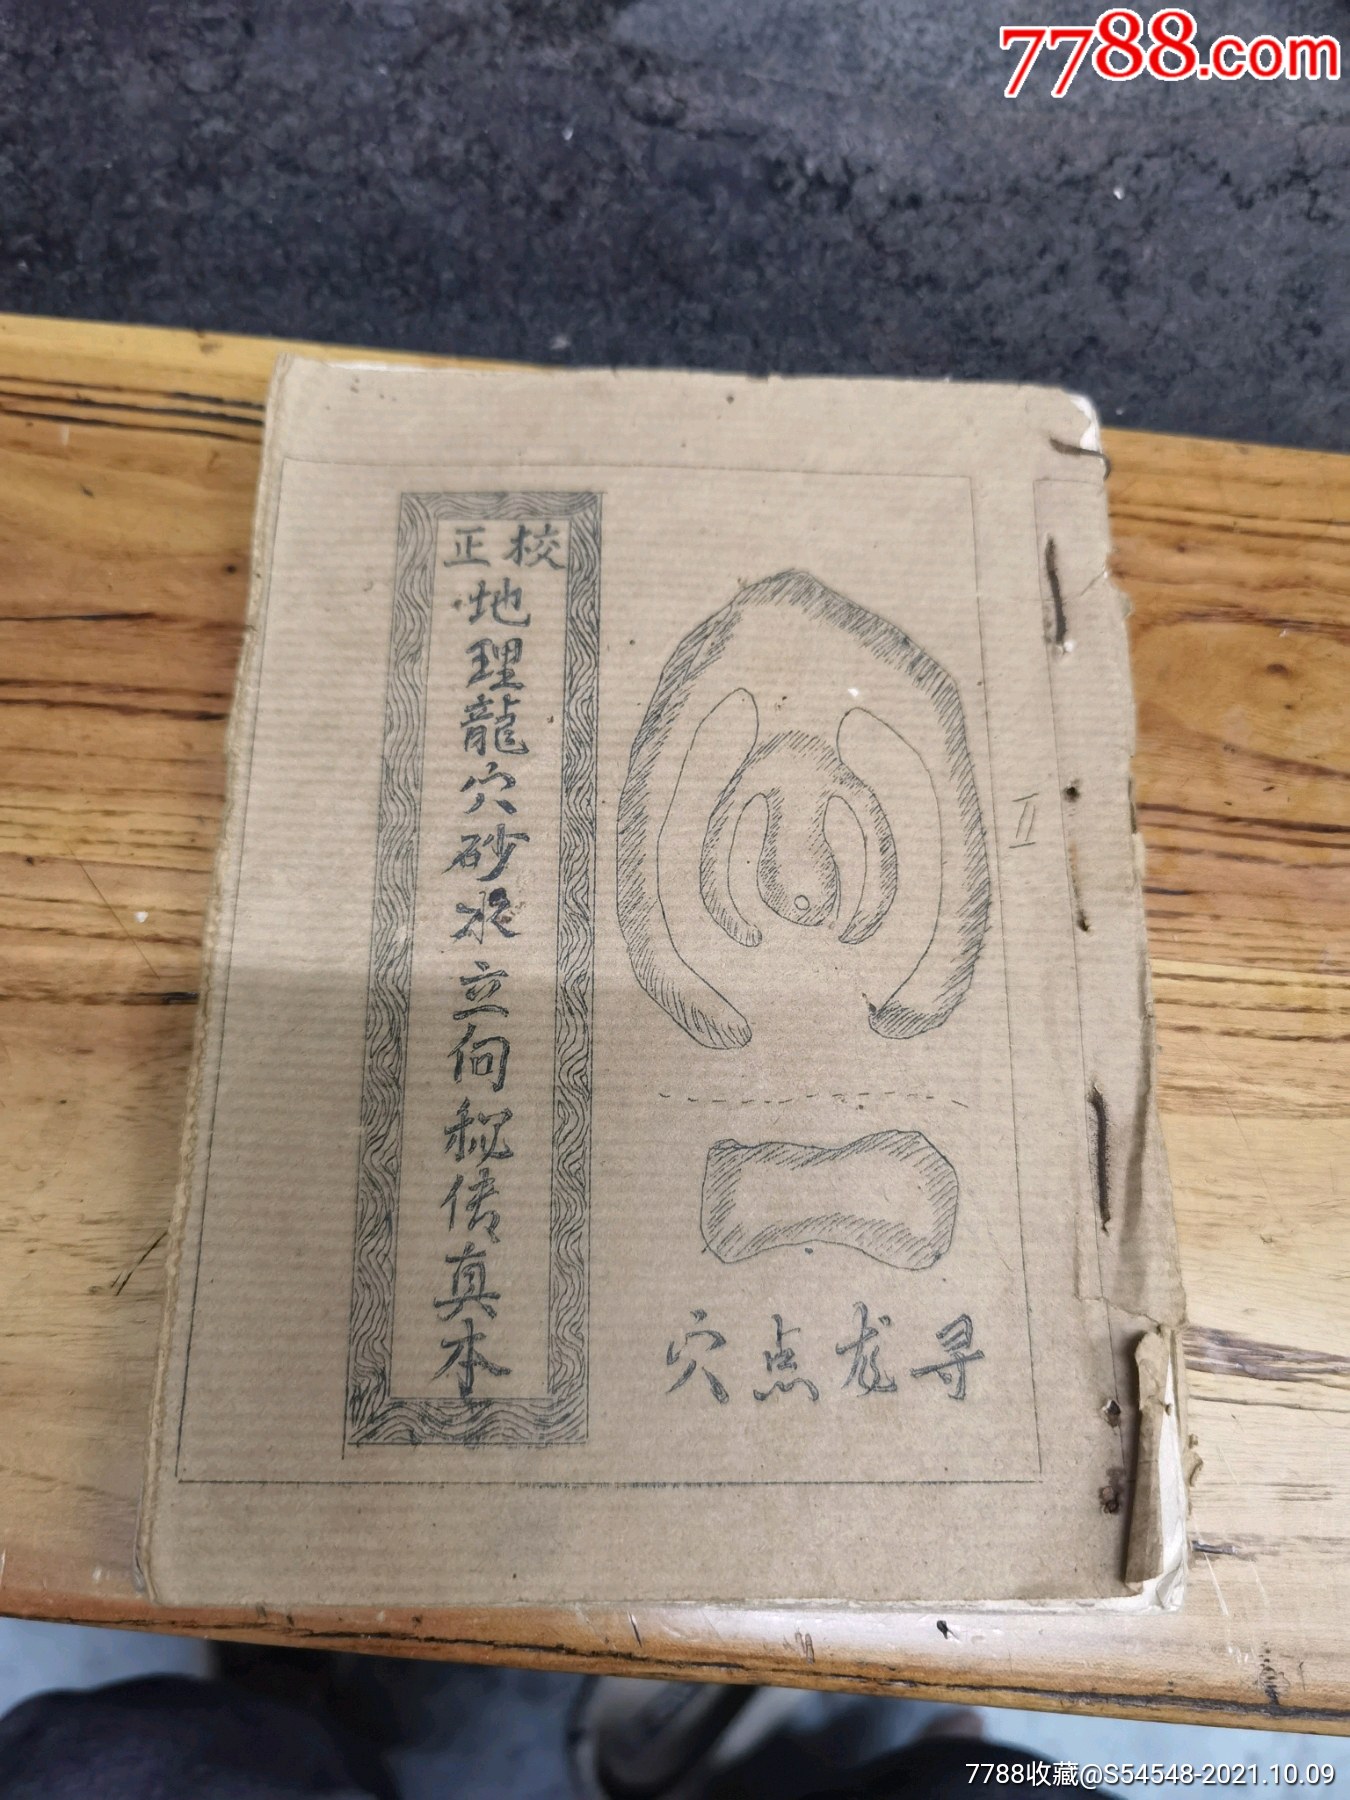 7788.com
校正
地理龍穴砂水立向秘传真本
II
寻龙点穴
7788收藏@S54548-2021.10.09